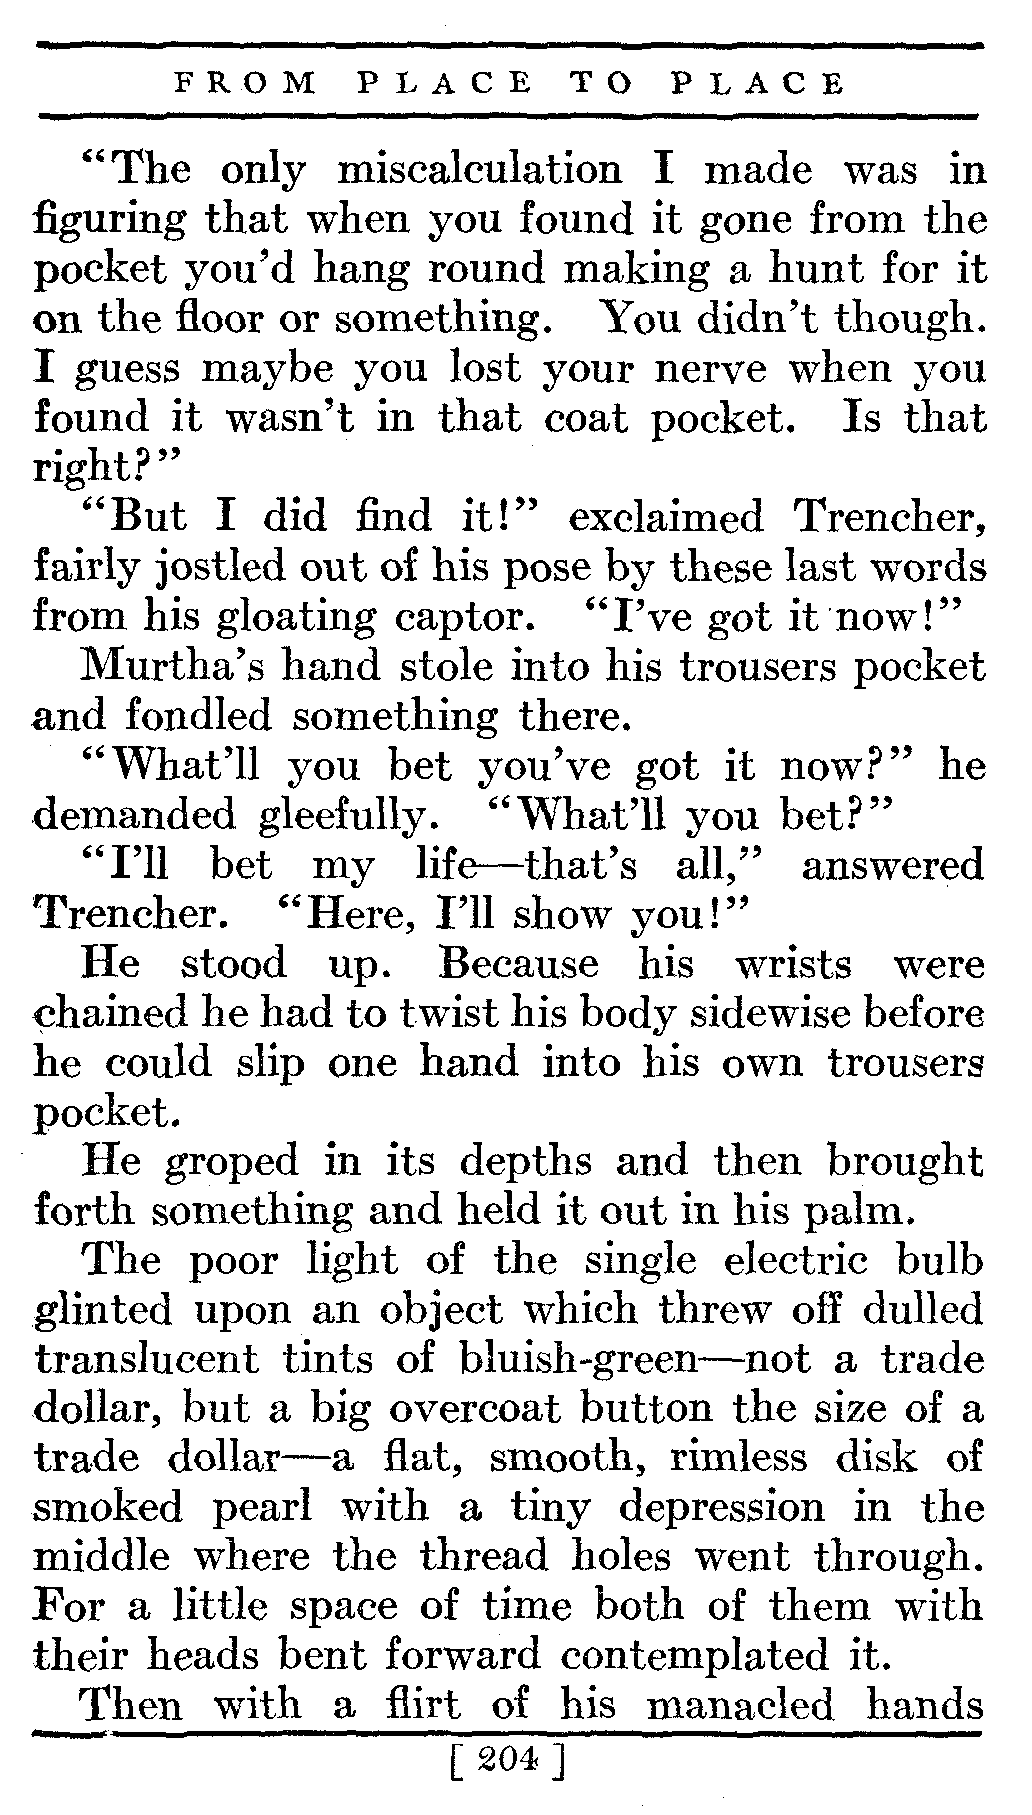 FROM PLACE TO PLACE
“The only miscalculation I made was in
figuring that when you found it gone from the
pocket you’d hang round making a hunt for it
on the floor or something. You didn’t though.
I guess maybe you lost your nerve when you
found it wasn’t in that coat pocket. Is that
right?”
“But I did find it!” exclaimed Trencher,
fairly jostled out of his pose by these last words
from his gloating captor. “I’ve got it now!”
Murtha’s hand stole into his trousers pocket
and fondled something there.
“What’ll you bet you’ve got it now?” he
demanded gleefully. “What’ll you bet?”
“I’ll bet my life—that’s all,” answered
Trencher. “Here, I’ll show you!”
He stood up. Because his wrists were
chained he had to twist his body sidewise before
he could slip one hand into his own trousers
pocket.
He groped in its depths and then brought
forth something and held it out in his palm.
The poor light of the single electric bulb
glinted upon an object which threw off dulled
translucent tints of bluish-green—not a trade
dollar, but a big overcoat button the size of a
trade dollar—a flat, smooth, rimless disk of
smoked pearl with a tiny depression in the
middle where the thread holes went through.
For a little space of time both of them with
their heads bent forward contemplated it.
Then with a flirt of his manacled hands
[ 204 ]